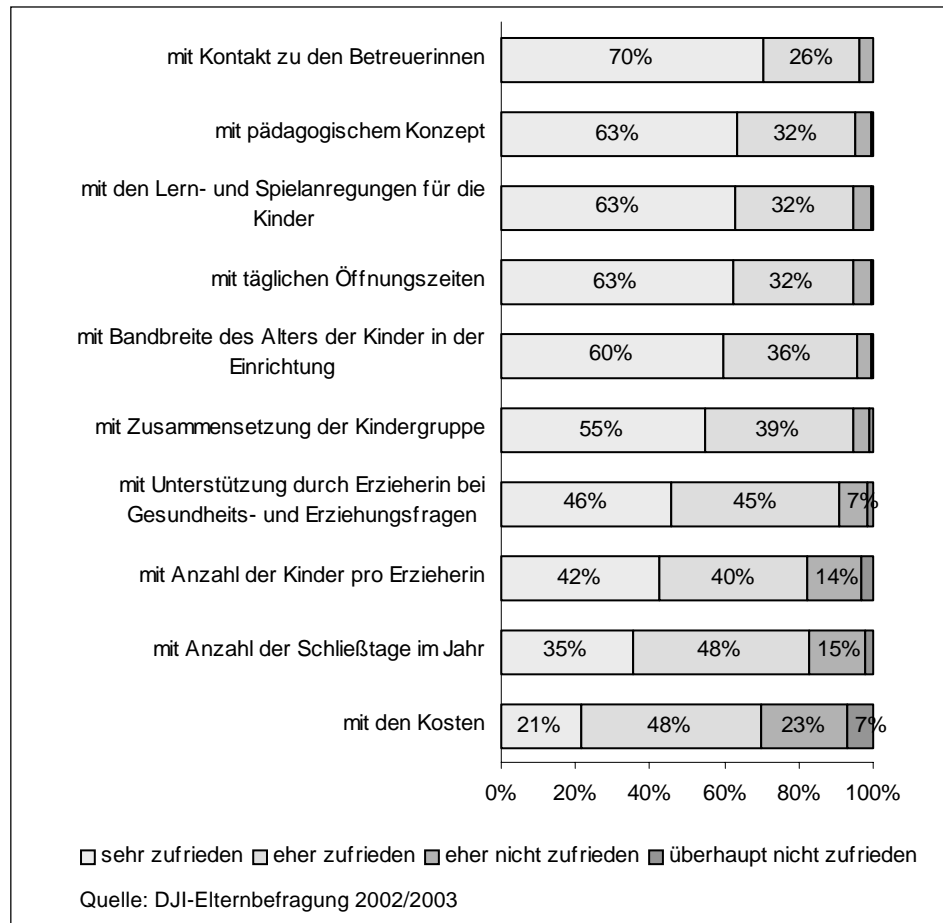 mit Kontakt zu den Betreuerinnen
70% 26%
mit pädagogischem Konzept
63% 32%
mit den Lern- und Spielanregungen für die
Kinder
63% 32%
mit täglichen Öffnungszeiten
63% 32%
mit Bandbreite des Alters der Kinder in der
Einrichtung
60% 36%
mit Zusammensetzung der Kindergruppe
55% 39%
mit Unterstützung durch Erzieherin bei
Gesundheits- und Erziehungsfragen
46% 45% 7%
mit Anzahl der Kinder pro Erzieherin
42% 40% 14%
mit Anzahl der Schließtage im Jahr
35% 48% 15%
mit den Kosten
21% 48% 23% 7%
0% 20% 40% 60% 80% 100%
sehr zufrieden eher zufrieden eher nicht zufrieden überhaupt nicht zufrieden
Quelle: DJI-Elternbefragung 2002/2003